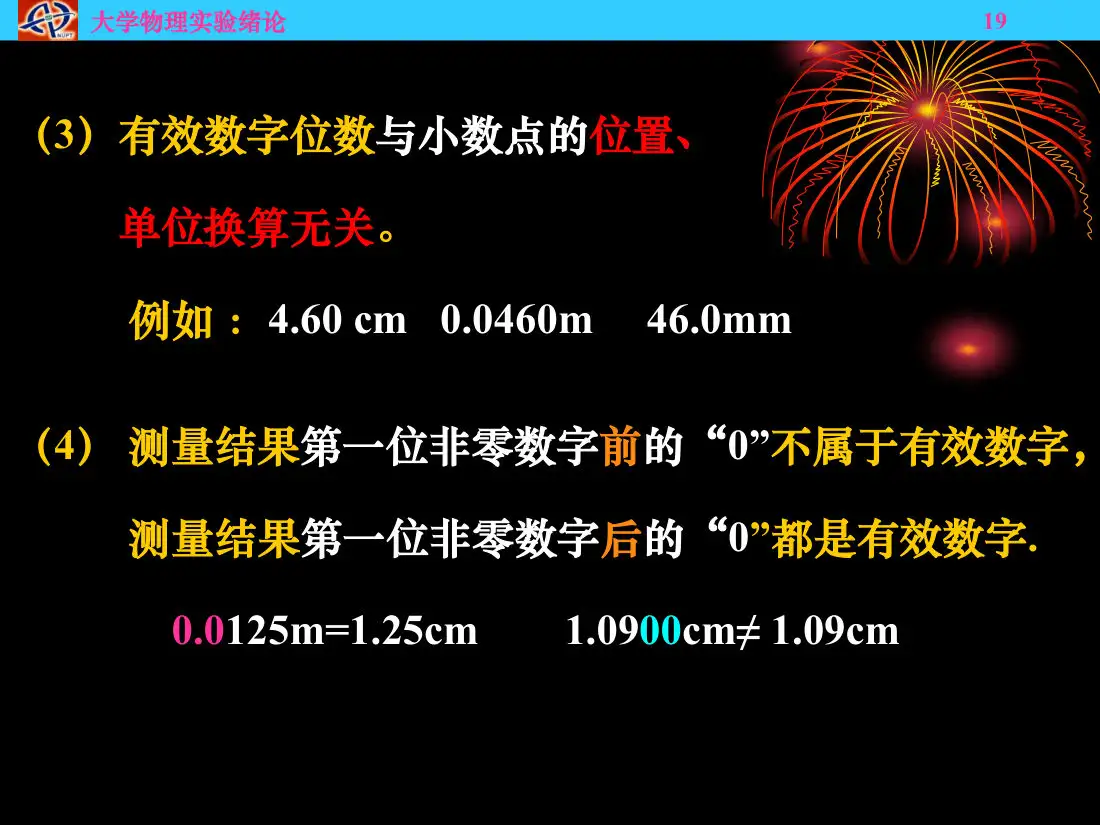 大学物理实验绪论
19
NUPT
（3）有效数字位数与小数点的位置、
单位换算无关。
例如： 4.60 cm 0.0460m 46.0mm
（4） 测量结果第一位非零数字前的“0”不属于有效数字，
测量结果第一位非零数字后的“0”都是有效数字.
0.0125m=1.25cm 1.0900cm≠ 1.09cm